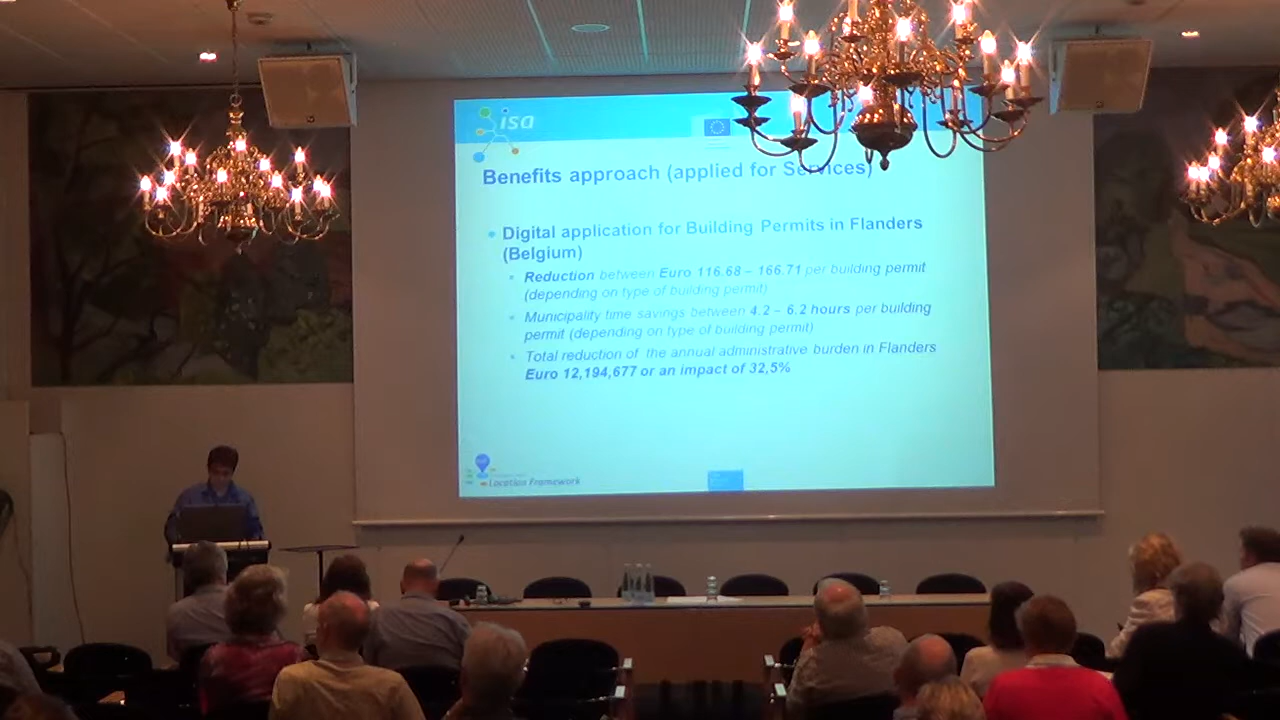 isa
Benefits approach (applied for Services)
Digital application for Building Permits in Flanders
(Belgium)
Reduction between Euro 116.68 – 166.71 per building permit
(depending on type of building permit)
Municipality time savings between 4.2 – 6.2 hours per building
permit (depending on type of building permit)
Total reduction of the annual administrative burden in Flanders
Euro 12,194,677 or an impact of 32,5%
Location Framework